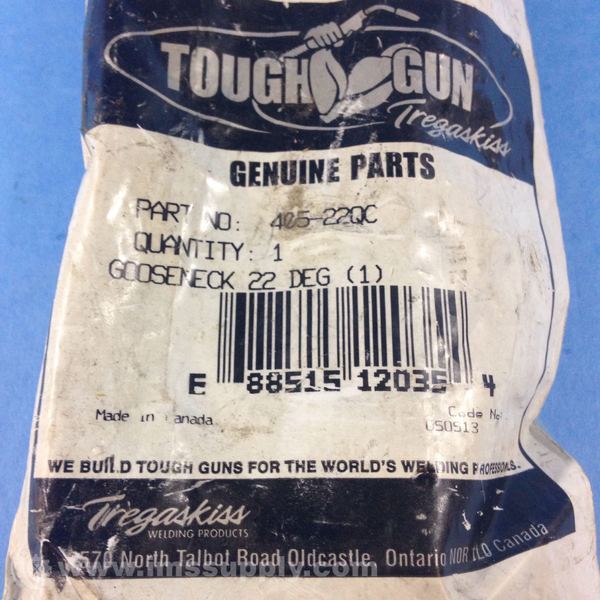 TOUGH GUN
Tregaskiss
GENUINE PARTS
PART NO: 405-22QC
QUANTITY: 1
GOOSENECK 22 DEG (1)
E 88515 12035 4
Made in Canada
Code No:
050513
WE BUILD TOUGH GUNS FOR THE WORLD'S WELDING PROFESSIONALS.
Tregaskiss
WELDING PRODUCTS
2570 North Talbot Road Oldcastle, Ontario N0R 1L0 Canada
www.imssupply.com